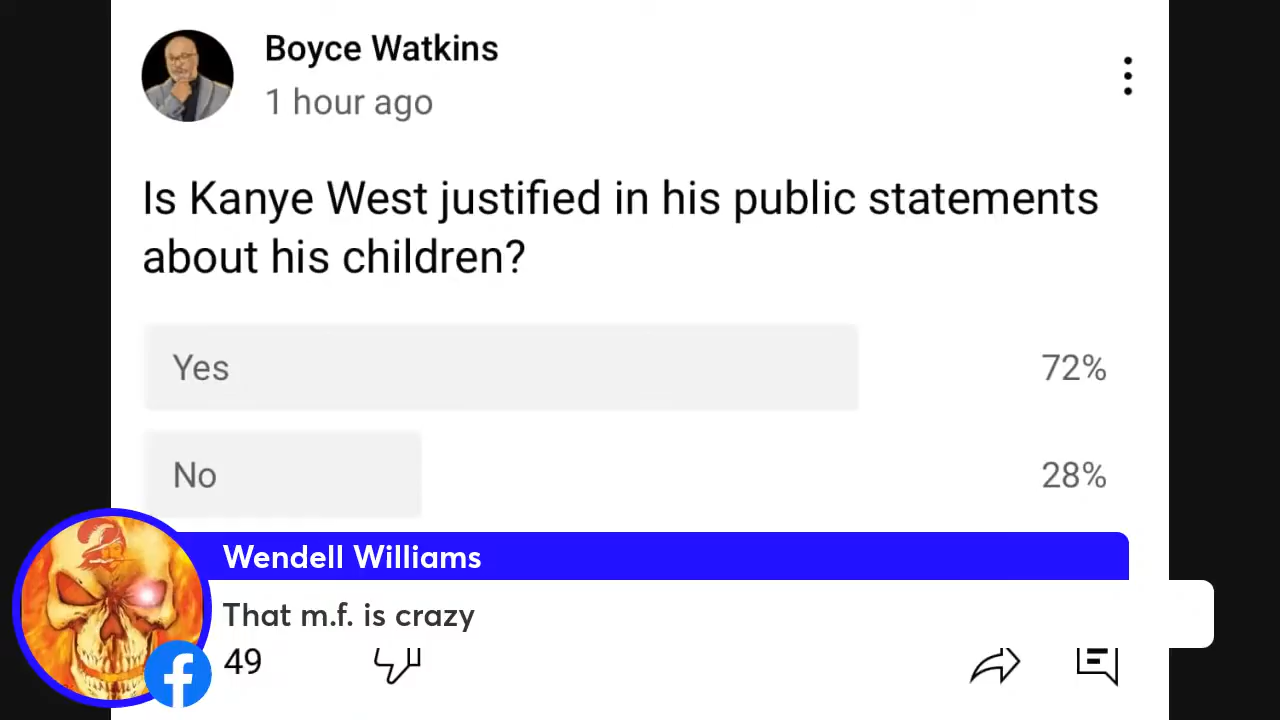 Boyce Watkins
1 hour ago
Is Kanye West justified in his public statements
about his children?
Yes 72%
No 28%
Wendell Williams
That m.f. is crazy
49